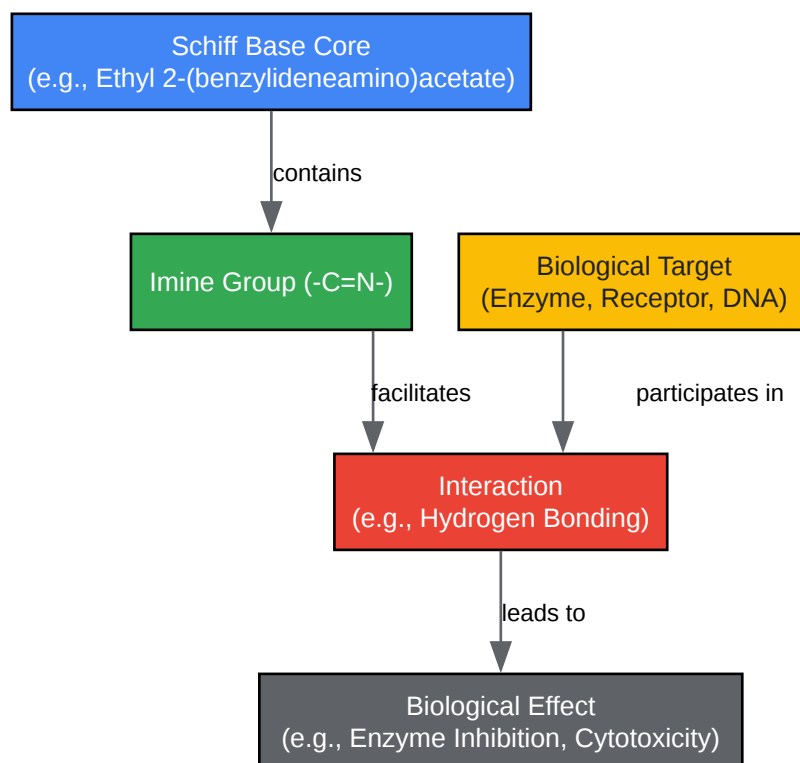 Schiff Base Core
(e.g., Ethyl 2-(benzylideneamino)acetate)
contains
Imine Group (-C=N-)
Biological Target
(Enzyme, Receptor, DNA)
facilitates
participates in
Interaction
(e.g., Hydrogen Bonding)
leads to
Biological Effect
(e.g., Enzyme Inhibition, Cytotoxicity)